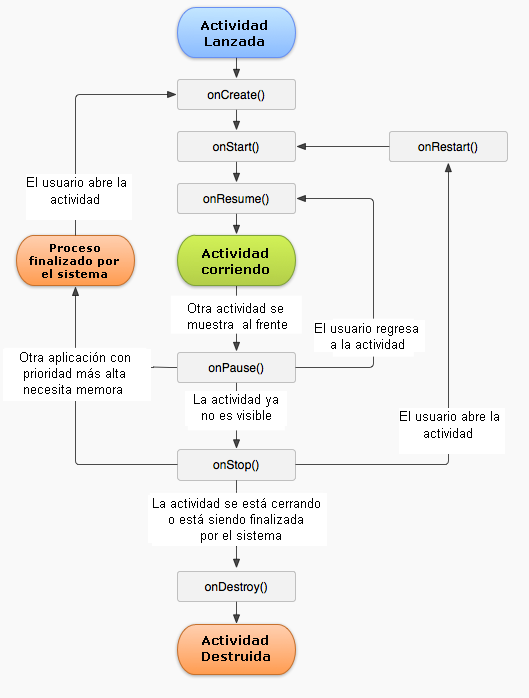 Actividad
Lanzada
onCreate()
onStart()
onRestart()
El usuario abre la
actividad
onResume()
Proceso
finalizado por
el sistema
Actividad
corriendo
Otra actividad se
muestra al frente
El usuario regresa
a la actividad
Otra aplicación con
prioridad más alta
necesita memora
onPause()
La actividad ya
no es visible
El usuario abre la
actividad
onStop()
La actividad se está cerrando
o está siendo finalizada
por el sistema
onDestroy()
Actividad
Destruida